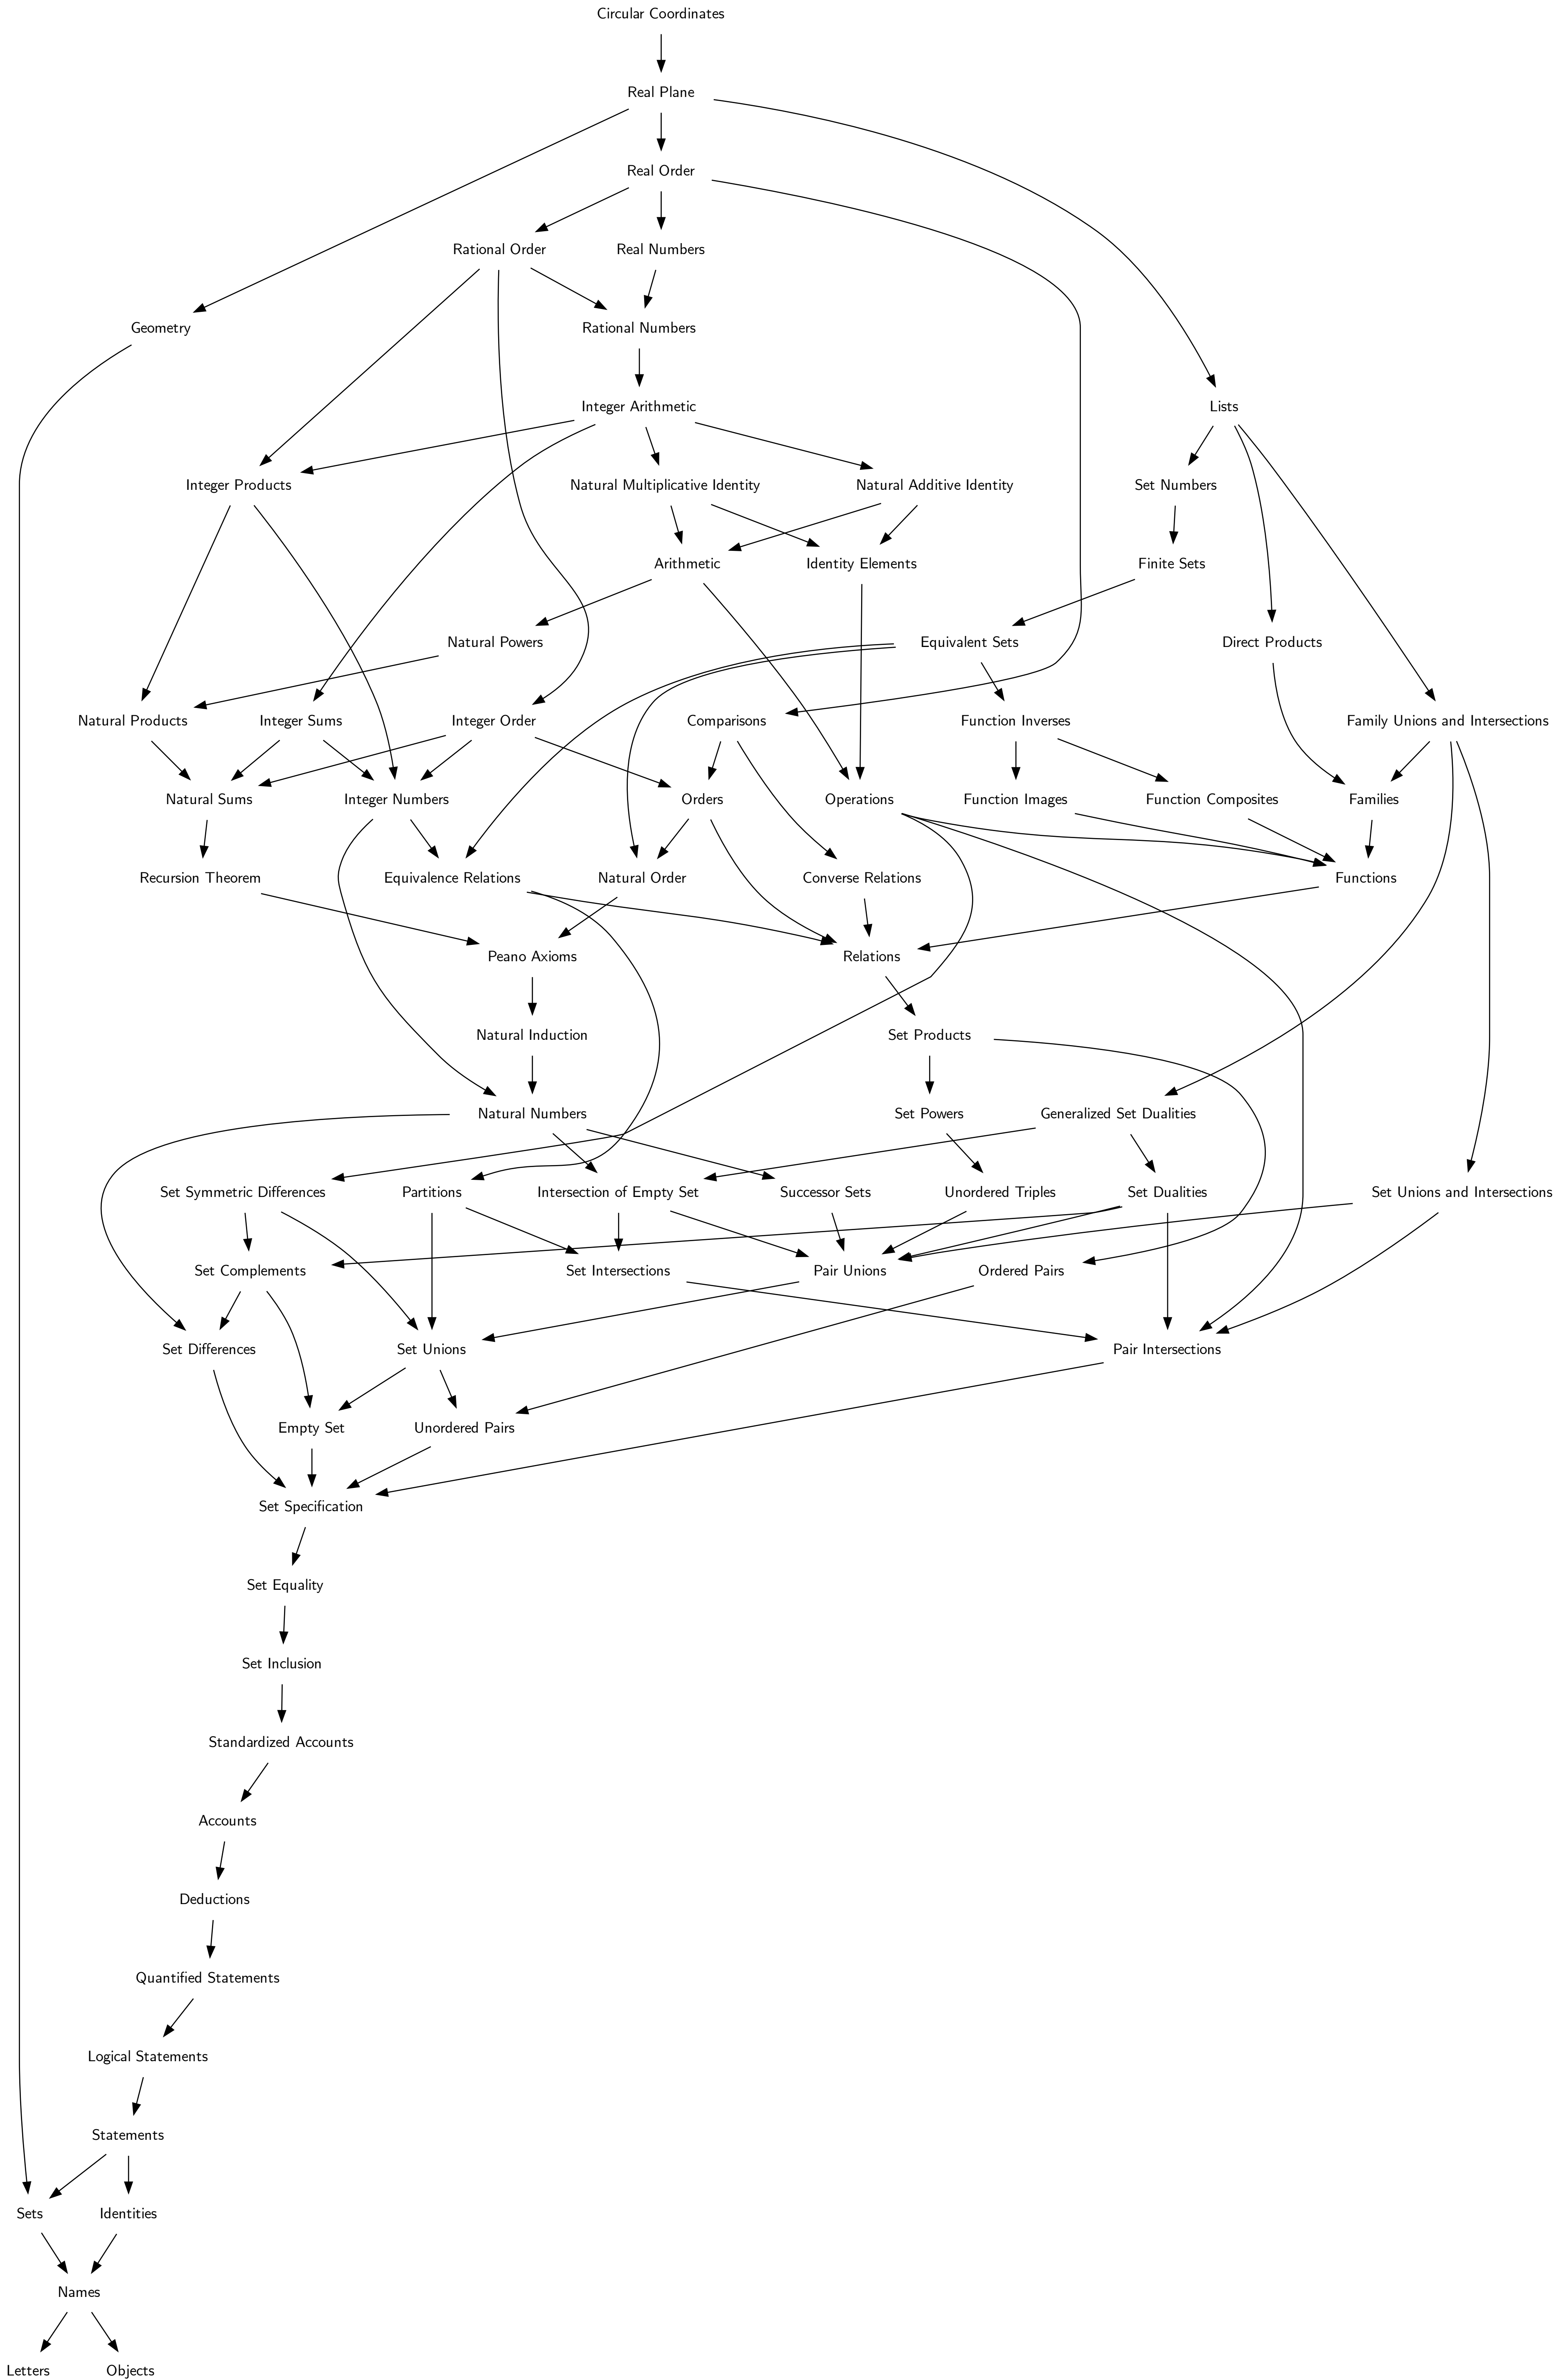 Circular Coordinates
Real Plane
Real Order
Rational Order
Real Numbers
Geometry
Rational Numbers
Integer Arithmetic
Lists
Integer Products
Natural Multiplicative Identity
Natural Additive Identity
Set Numbers
Arithmetic
Identity Elements
Finite Sets
Natural Powers
Equivalent Sets
Direct Products
Natural Products
Integer Sums
Integer Order
Comparisons
Function Inverses
Family Unions and Intersections
Natural Sums
Integer Numbers
Orders
Operations
Function Images
Function Composites
Families
Recursion Theorem
Equivalence Relations
Natural Order
Converse Relations
Functions
Peano Axioms
Relations
Natural Induction
Set Products
Natural Numbers
Set Powers
Generalized Set Dualities
Set Symmetric Differences
Partitions
Intersection of Empty Set
Successor Sets
Unordered Triples
Set Dualities
Set Unions and Intersections
Set Complements
Set Intersections
Pair Unions
Ordered Pairs
Set Differences
Set Unions
Pair Intersections
Empty Set
Unordered Pairs
Set Specification
Set Equality
Set Inclusion
Standardized Accounts
Accounts
Deductions
Quantified Statements
Logical Statements
Statements
Sets
Identities
Names
Letters
Objects